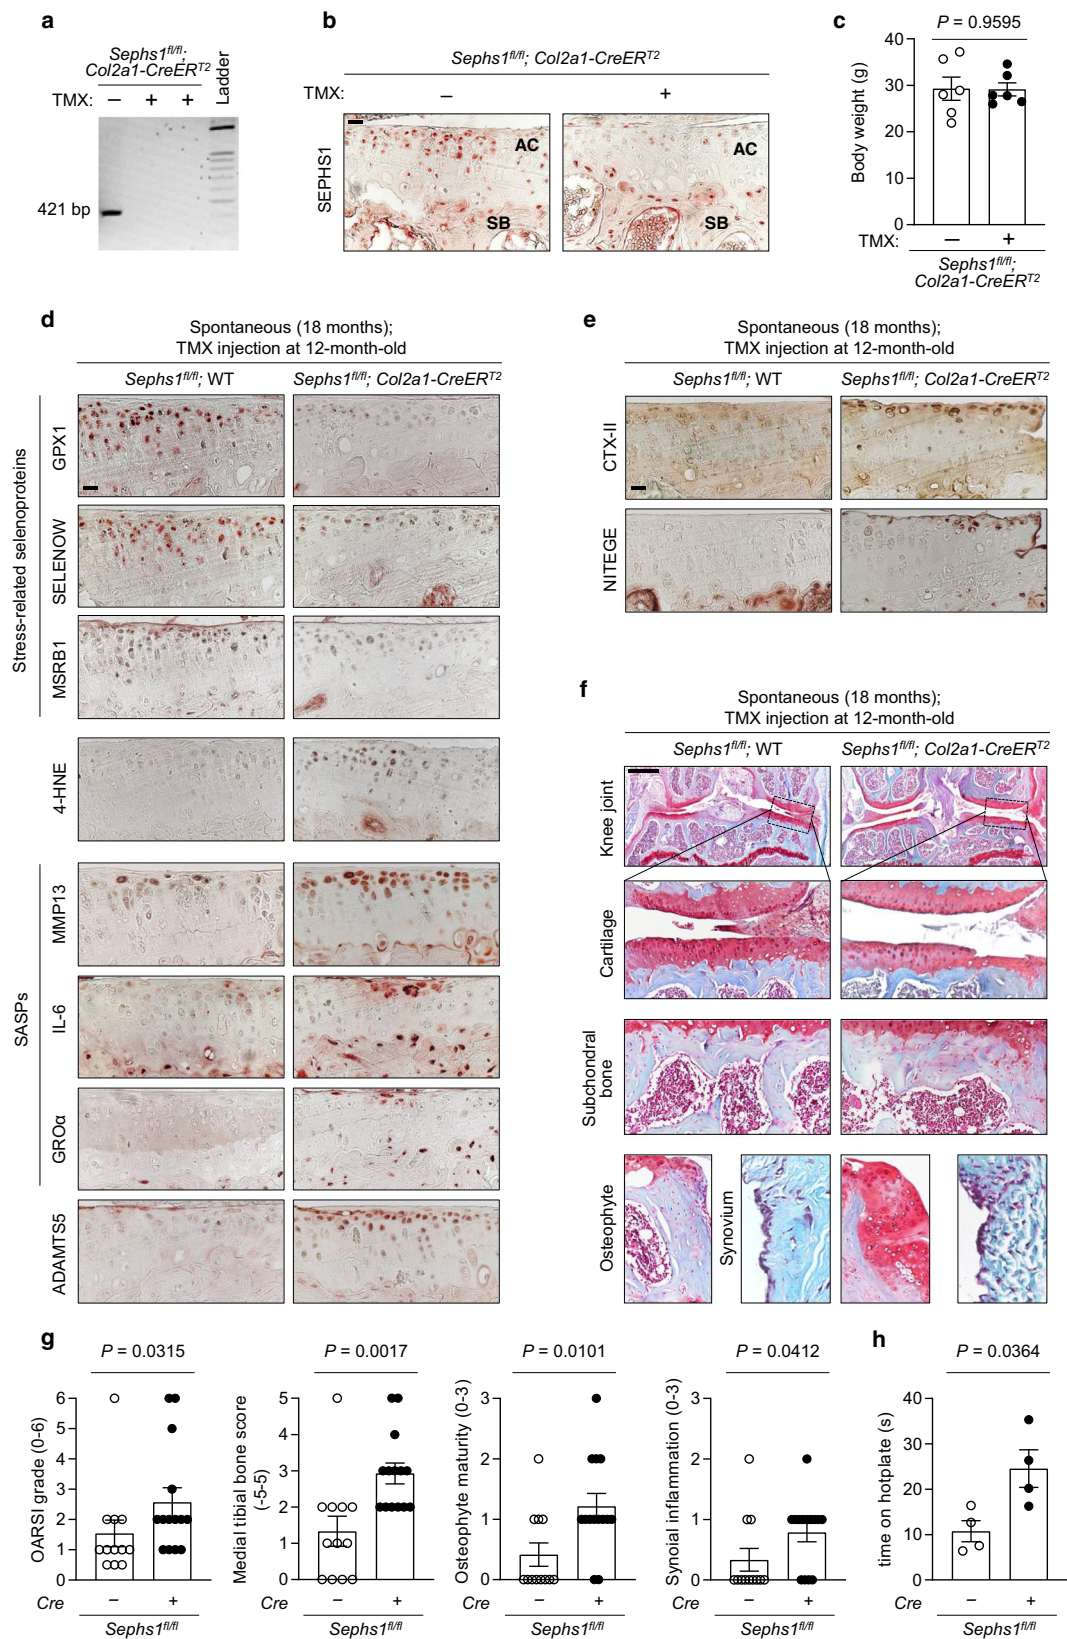 a
Sephs1fl/fl;
Col2a1-CreERT2
Ladder
TMX: – + +
421 bp
b
Sephs1fl/fl; Col2a1-CreERT2
TMX: – +
SEPHS1
AC
SB
AC
SB
c
P = 0.9595
Body weight (g)
40
30
20
10
0
TMX: – +
Sephs1fl/fl;
Col2a1-CreERT2
d
Spontaneous (18 months);
TMX injection at 12-month-old
Sephs1fl/fl; WT
Sephs1fl/fl; Col2a1-CreERT2
Stress-related selenoproteins
GPX1
SELENOW
MSRB1
4-HNE
SASPs
MMP13
IL-6
GROα
ADAMTS5
e
Spontaneous (18 months);
TMX injection at 12-month-old
Sephs1fl/fl; WT
Sephs1fl/fl; Col2a1-CreERT2
CTX-II
NITEGE
f
Spontaneous (18 months);
TMX injection at 12-month-old
Sephs1fl/fl; WT
Sephs1fl/fl; Col2a1-CreERT2
Knee joint
Cartilage
Subchondral
bone
Osteophyte
Synovium
g
P = 0.0315
OARSI grade (0-6)
6
5
4
3
2
1
0
Cre – +
Sephs1fl/fl
P = 0.0017
Medial tibial bone score
(-5-5)
5
4
3
2
1
0
Cre – +
Sephs1fl/fl
P = 0.0101
Osteophyte maturity (0-3)
3
2
1
0
Cre – +
Sephs1fl/fl
P = 0.0412
Synoial inflammation (0-3)
3
2
1
0
Cre – +
Sephs1fl/fl
h
P = 0.0364
time on hotplate (s)
40
30
20
10
0
Cre – +
Sephs1fl/fl